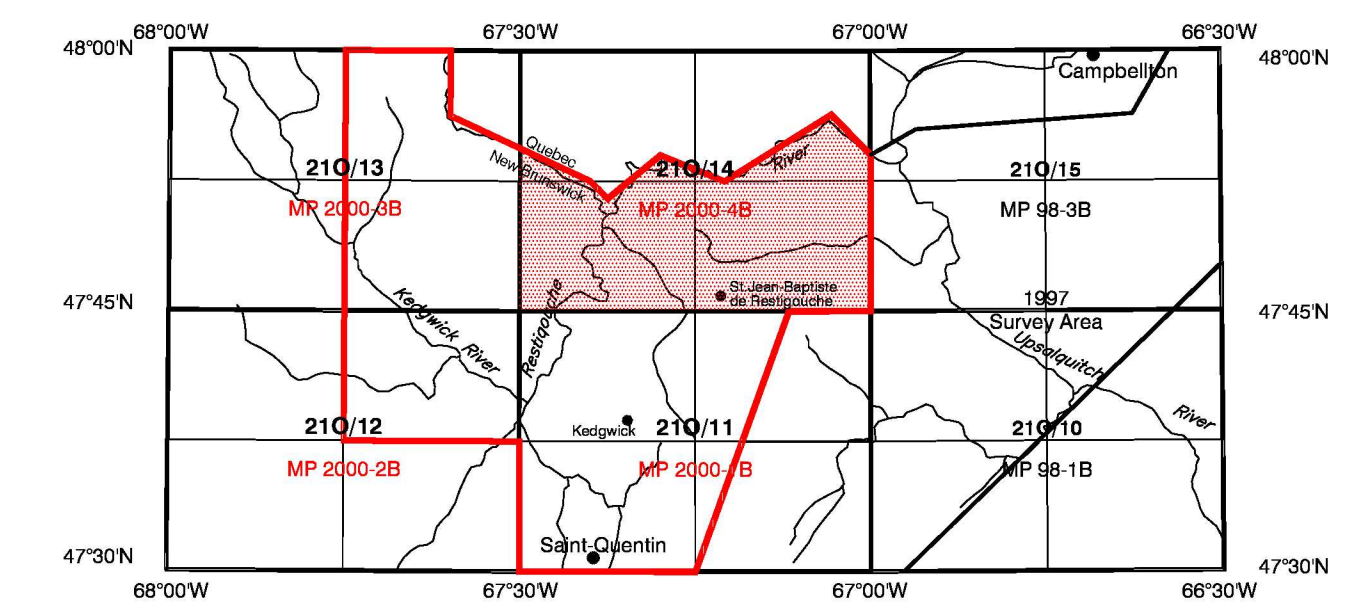 68°00'W 67°30'W 67°00'W 66°30'W
48°00'N 48°00'N
Campbellton
Quebec
New Brunswick
River
21O/13 21O/14 21O/15
MP 2000-3B MP 2000-4B MP 98-3B
St.Jean-Baptiste
de Restigouche
47°45'N 47°45'N
1997
Survey Area
Kedgwick River
Restigouche
Upsalquitch River
21O/12 21O/11 21O/10
Kedgwick
MP 2000-2B MP 2000-1B MP 98-1B
Saint-Quentin
47°30'N 47°30'N
68°00'W 67°30'W 67°00'W 66°30'W